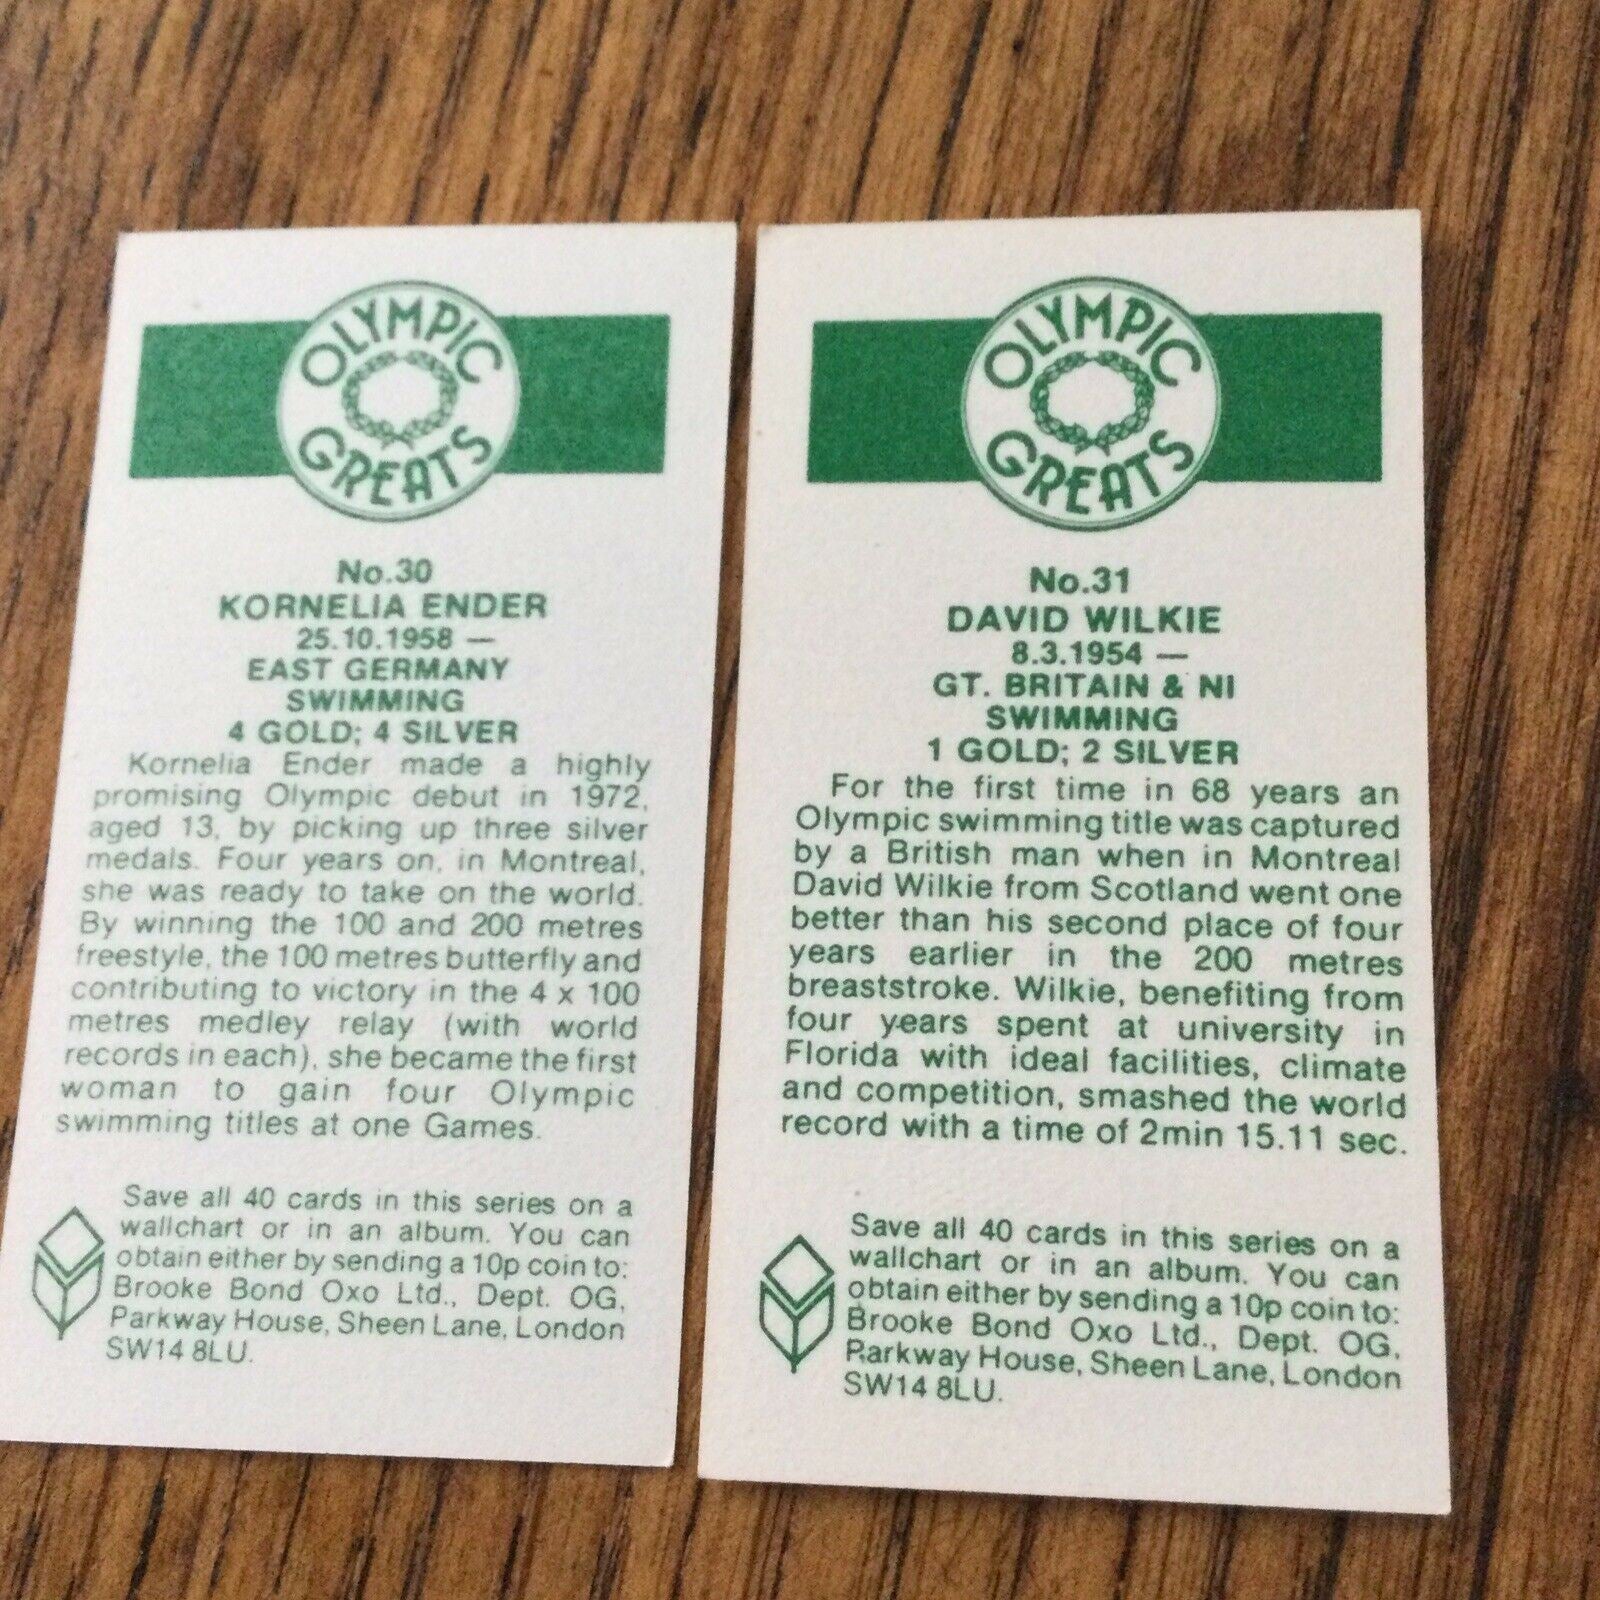 OLYMPIC
GREATS
No.30
KORNELIA ENDER
25.10.1958 —
EAST GERMANY
SWIMMING
4 GOLD; 4 SILVER
Kornelia Ender made a highly
promising Olympic debut in 1972,
aged 13, by picking up three silver
medals. Four years on, in Montreal,
she was ready to take on the world.
By winning the 100 and 200 metres
freestyle, the 100 metres butterfly and
contributing to victory in the 4 x 100
metres medley relay (with world
records in each), she became the first
woman to gain four Olympic
swimming titles at one Games.
Save all 40 cards in this series on a
wallchart or in an album. You can
obtain either by sending a 10p coin to:
Brooke Bond Oxo Ltd., Dept. OG,
Parkway House, Sheen Lane, London
SW14 8LU.
OLYMPIC
GREATS
No.31
DAVID WILKIE
8.3.1954 —
GT. BRITAIN & NI
SWIMMING
1 GOLD; 2 SILVER
For the first time in 68 years an
Olympic swimming title was captured
by a British man when in Montreal
David Wilkie from Scotland went one
better than his second place of four
years earlier in the 200 metres
breaststroke. Wilkie, benefiting from
four years spent at university in
Florida with ideal facilities, climate
and competition, smashed the world
record with a time of 2min 15.11 sec.
Save all 40 cards in this series on a
wallchart or in an album. You can
obtain either by sending a 10p coin to:
Brooke Bond Oxo Ltd., Dept. OG,
Parkway House, Sheen Lane, London
SW14 8LU.